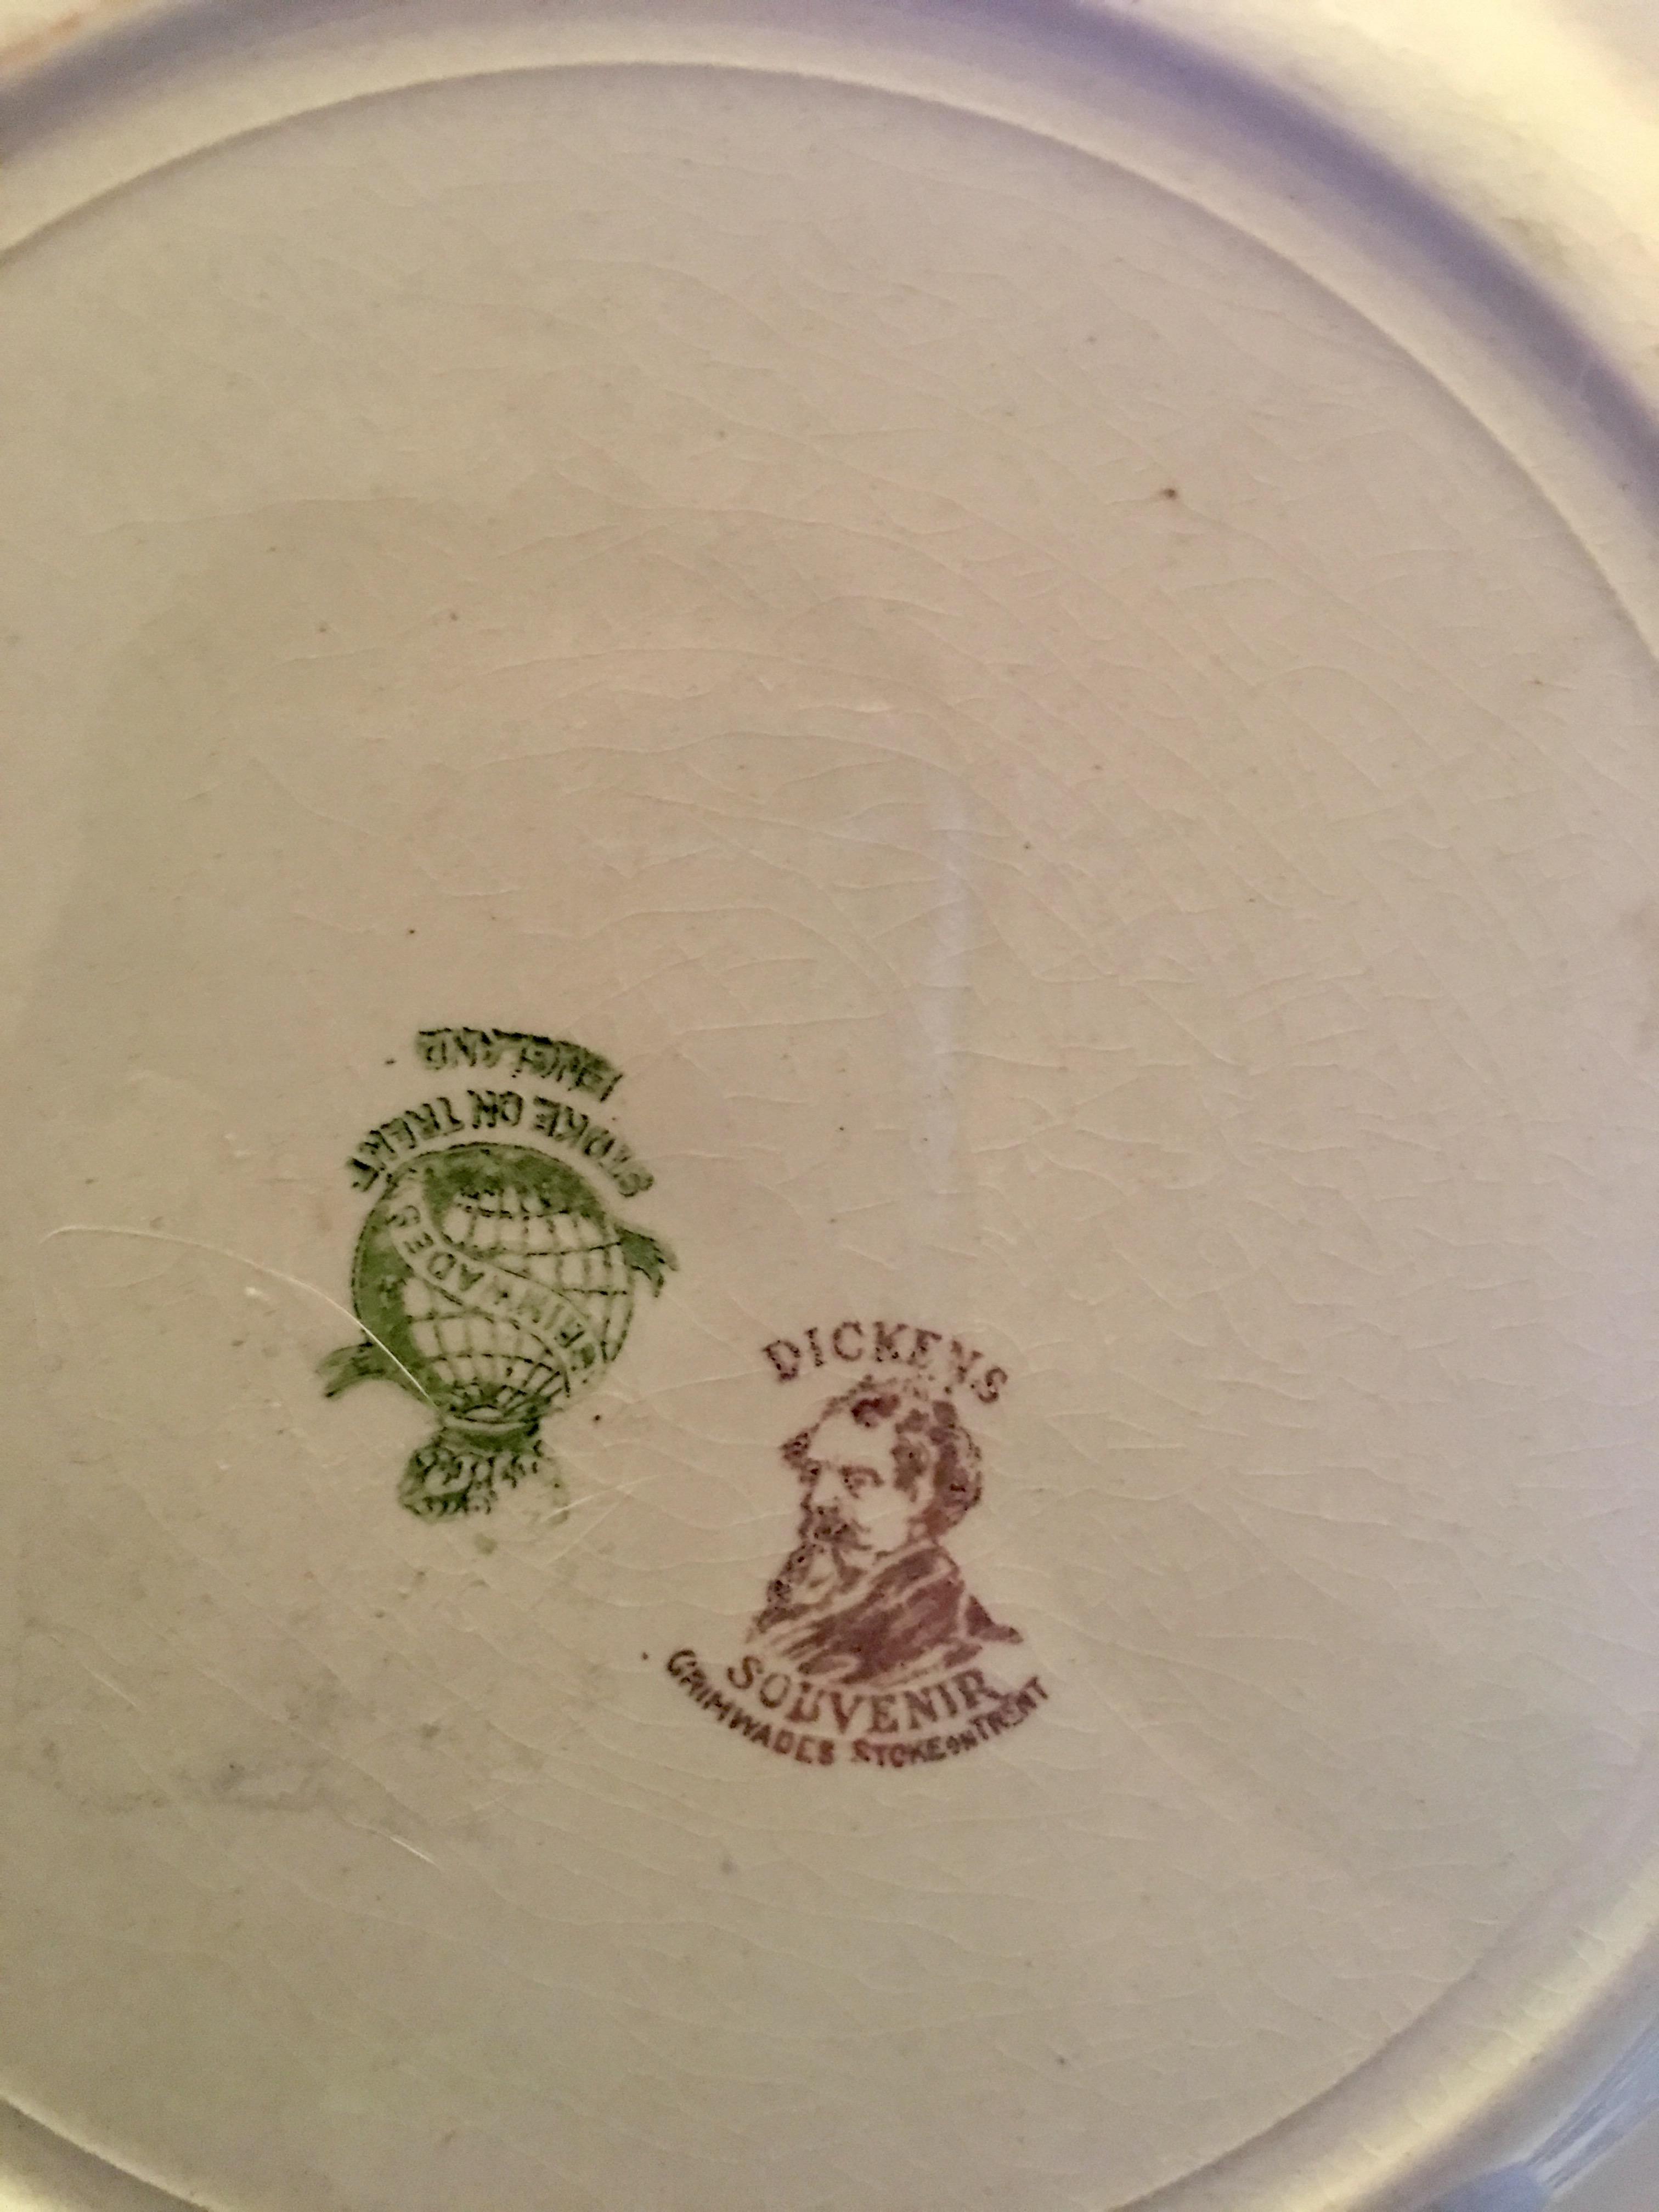 DICKENS
SOUVENIR
GRIMWADES STOKE ON TRENT
GRIMWADES
STOKE ON TRENT
ENGLAND